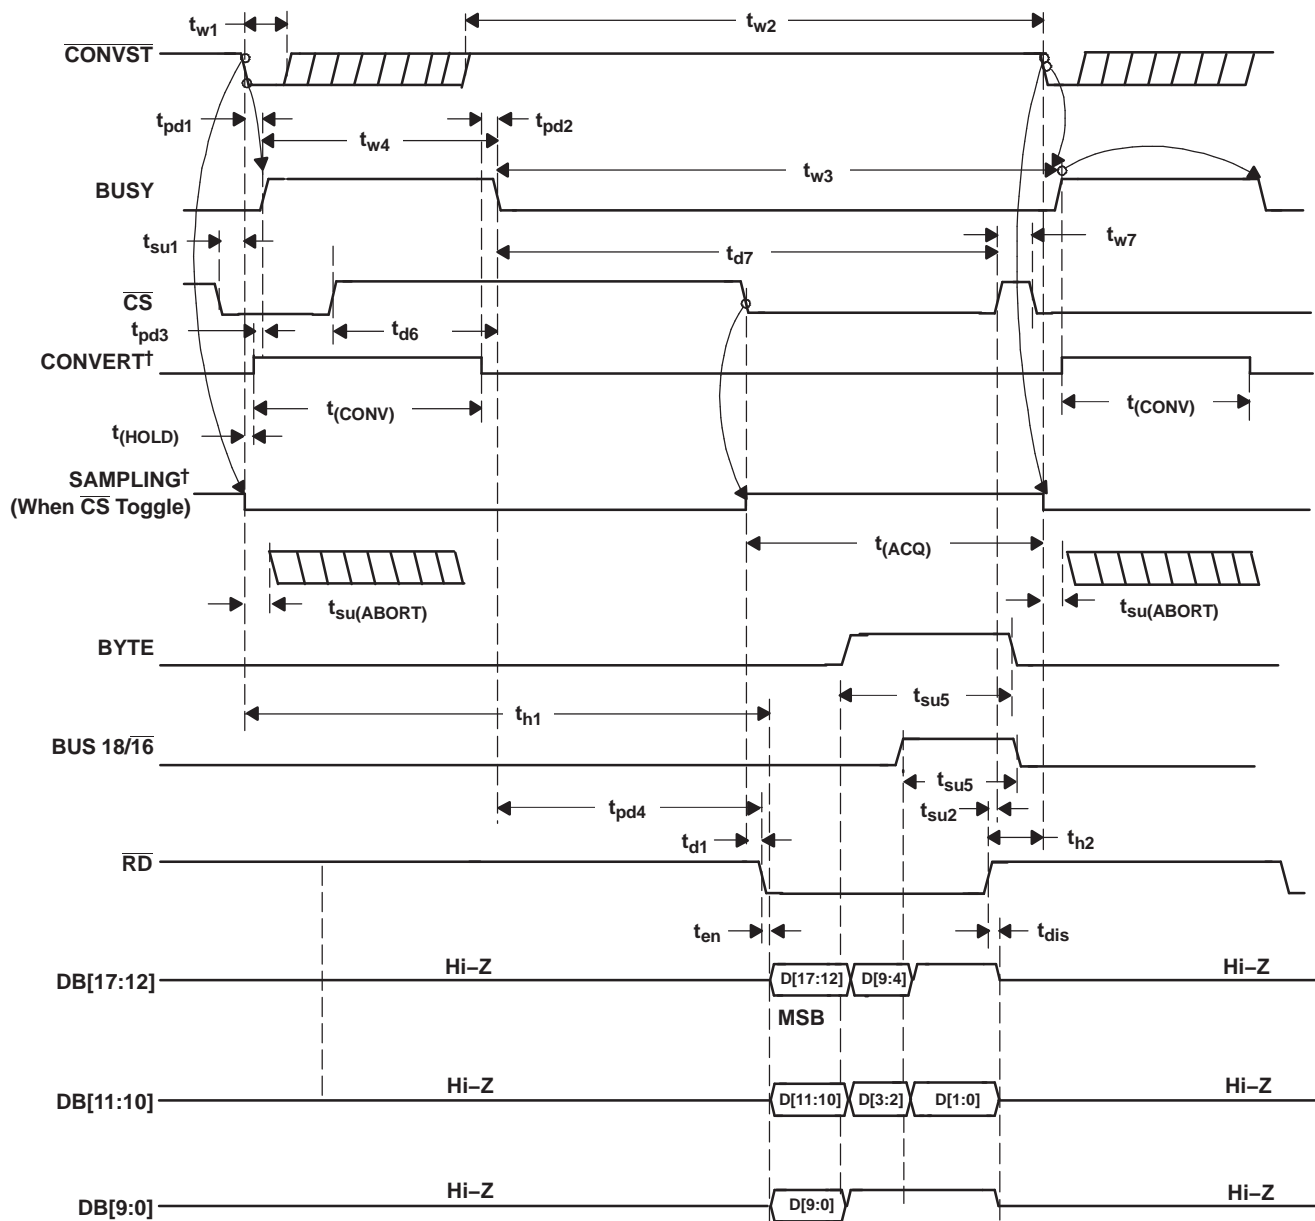 tw1
tw2
CONVST
tpd1
tw4
tpd2
tw3
BUSY
tsu1
tw7
td7
CS
tpd3
td6
CONVERT†
t(CONV)
t(CONV)
t(HOLD)
SAMPLING†
(When CS Toggle)
t(ACQ)
tsu(ABORT)
tsu(ABORT)
BYTE
tsu5
th1
BUS 18/16
tsu5
tpd4
tsu2
td1
th2
RD
ten
tdis
Hi–Z
Hi–Z
DB[17:12]
D[17:12]
D[9:4]
MSB
Hi–Z
Hi–Z
DB[11:10]
D[11:10]
D[3:2]
D[1:0]
Hi–Z
Hi–Z
DB[9:0]
D[9:0]